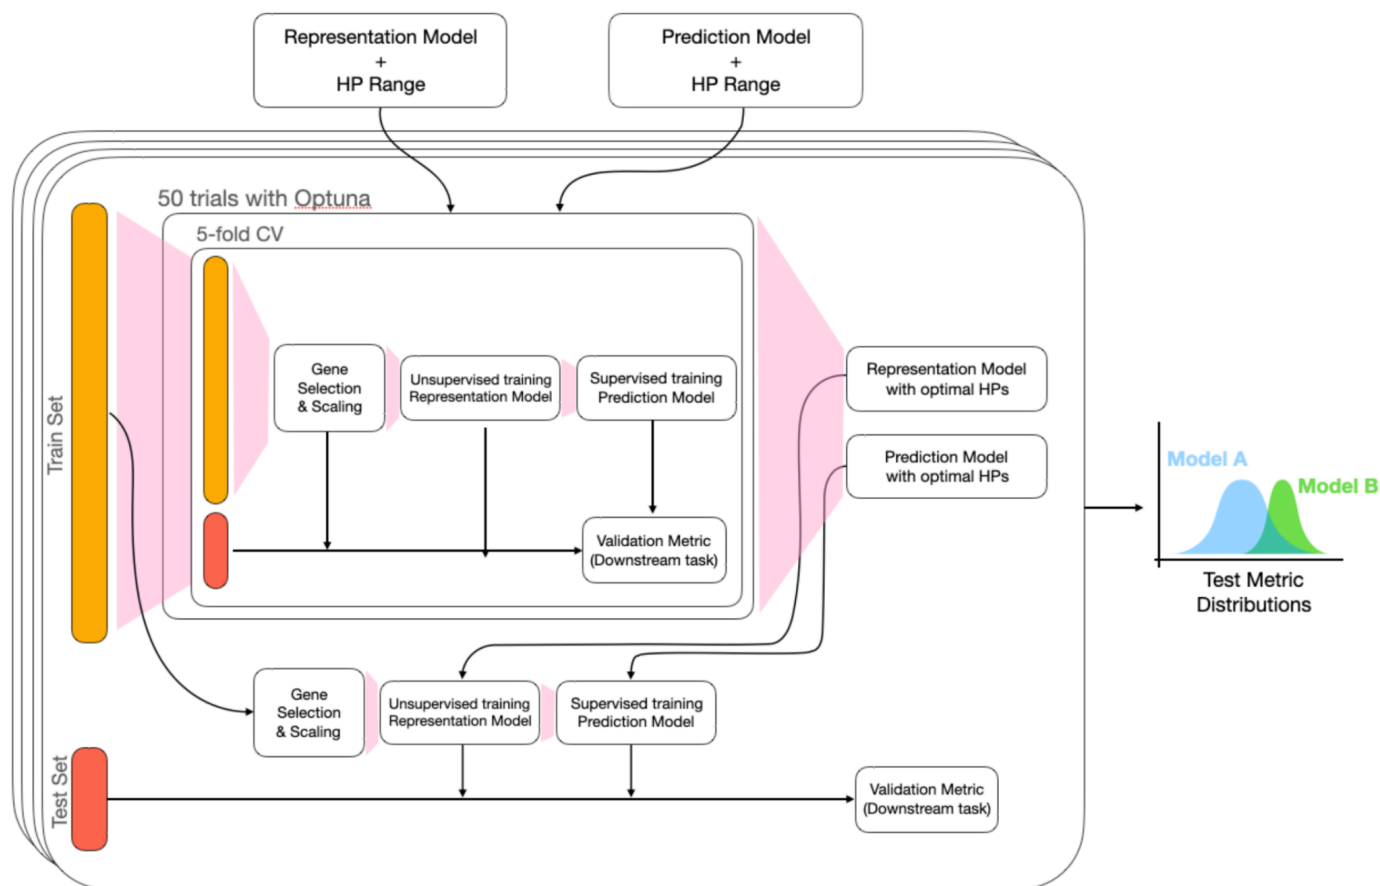 Representation Model
+
HP Range
Prediction Model
+
HP Range
50 trials with Optuna
5-fold CV
Train Set
Gene
Selection
& Scaling
Unsupervised training
Representation Model
Supervised training
Prediction Model
Validation Metric
(Downstream task)
Representation Model
with optimal HPs
Prediction Model
with optimal HPs
Model A
Model B
Test Metric
Distributions
Gene
Selection
& Scaling
Unsupervised training
Representation Model
Supervised training
Prediction Model
Test Set
Validation Metric
(Downstream task)